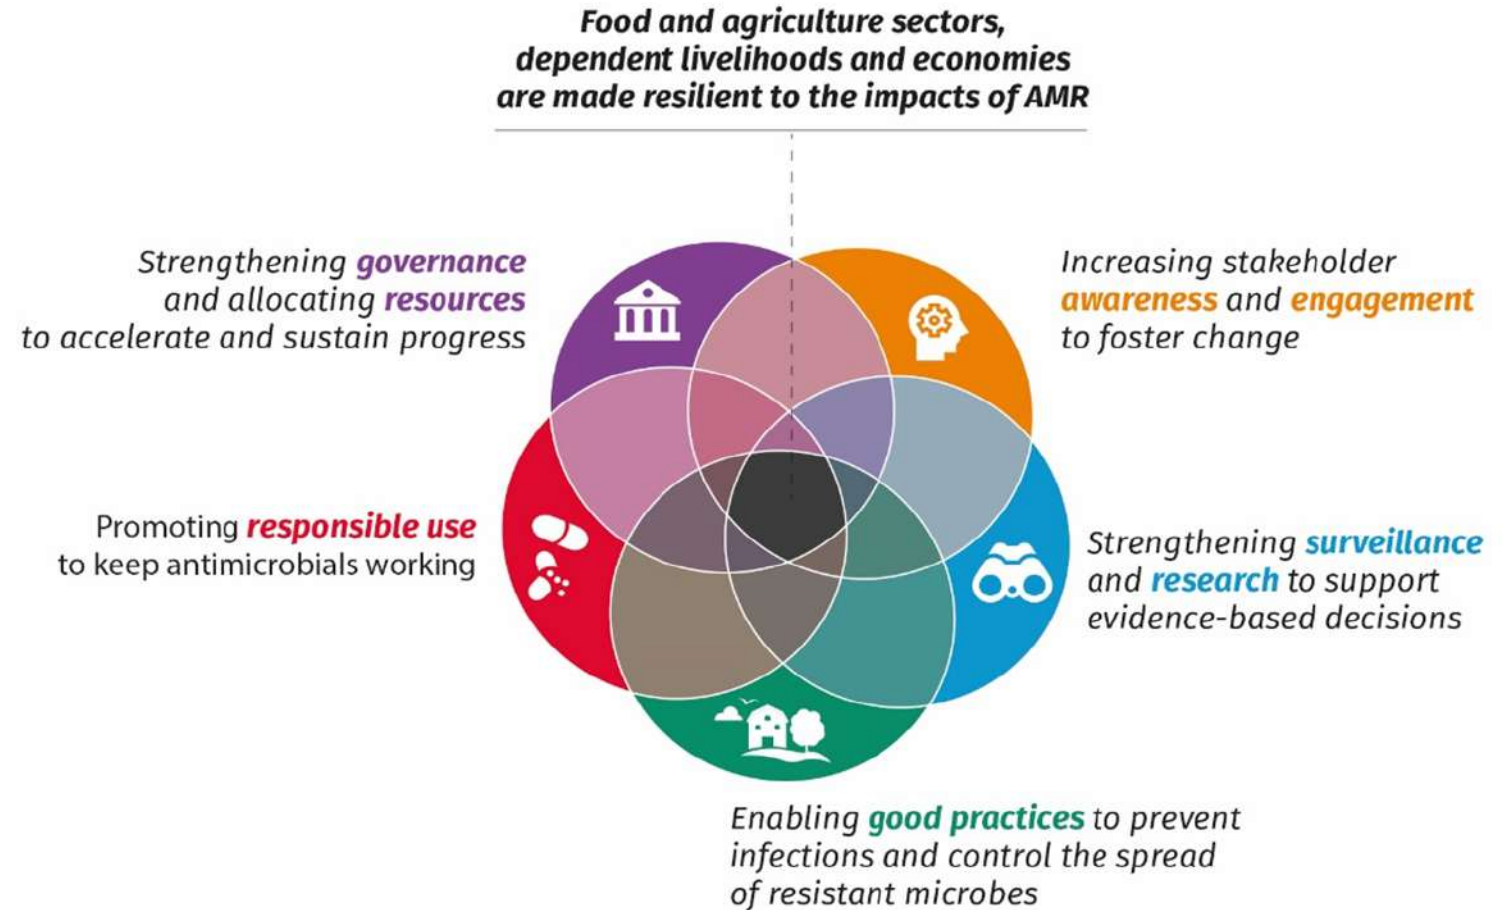 Food and agriculture sectors,
dependent livelihoods and economies
are made resilient to the impacts of AMR
Strengthening governance
and allocating resources
to accelerate and sustain progress
Increasing stakeholder
awareness and engagement
to foster change
Promoting responsible use
to keep antimicrobials working
Strengthening surveillance
and research to support
evidence-based decisions
Enabling good practices to prevent
infections and control the spread
of resistant microbes